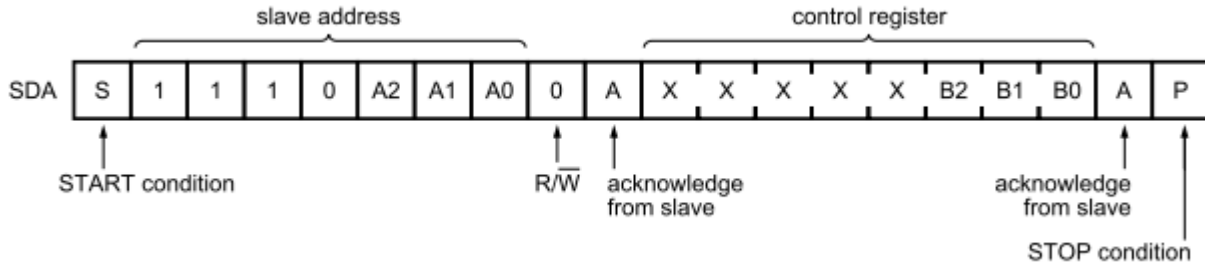 slave address control register
SDA S 1 1 1 0 A2 A1 A0 0 A X X X X X B2 B1 B0 A P
START condition R/W̅ acknowledge acknowledge
from slave from slave
STOP condition